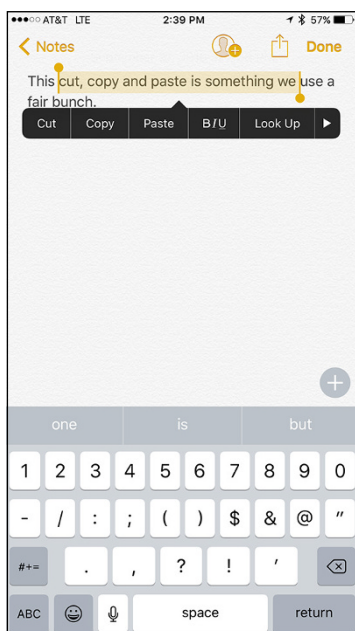 AT&T LTE 2:39 PM 57%
Notes Done
This cut, copy and paste is something we use a
fair bunch.
Cut Copy Paste BIU Look Up
one is but
1 2 3 4 5 6 7 8 9 0
- / : ; ( ) $ & @ "
#+= . , ? ! '
ABC space return